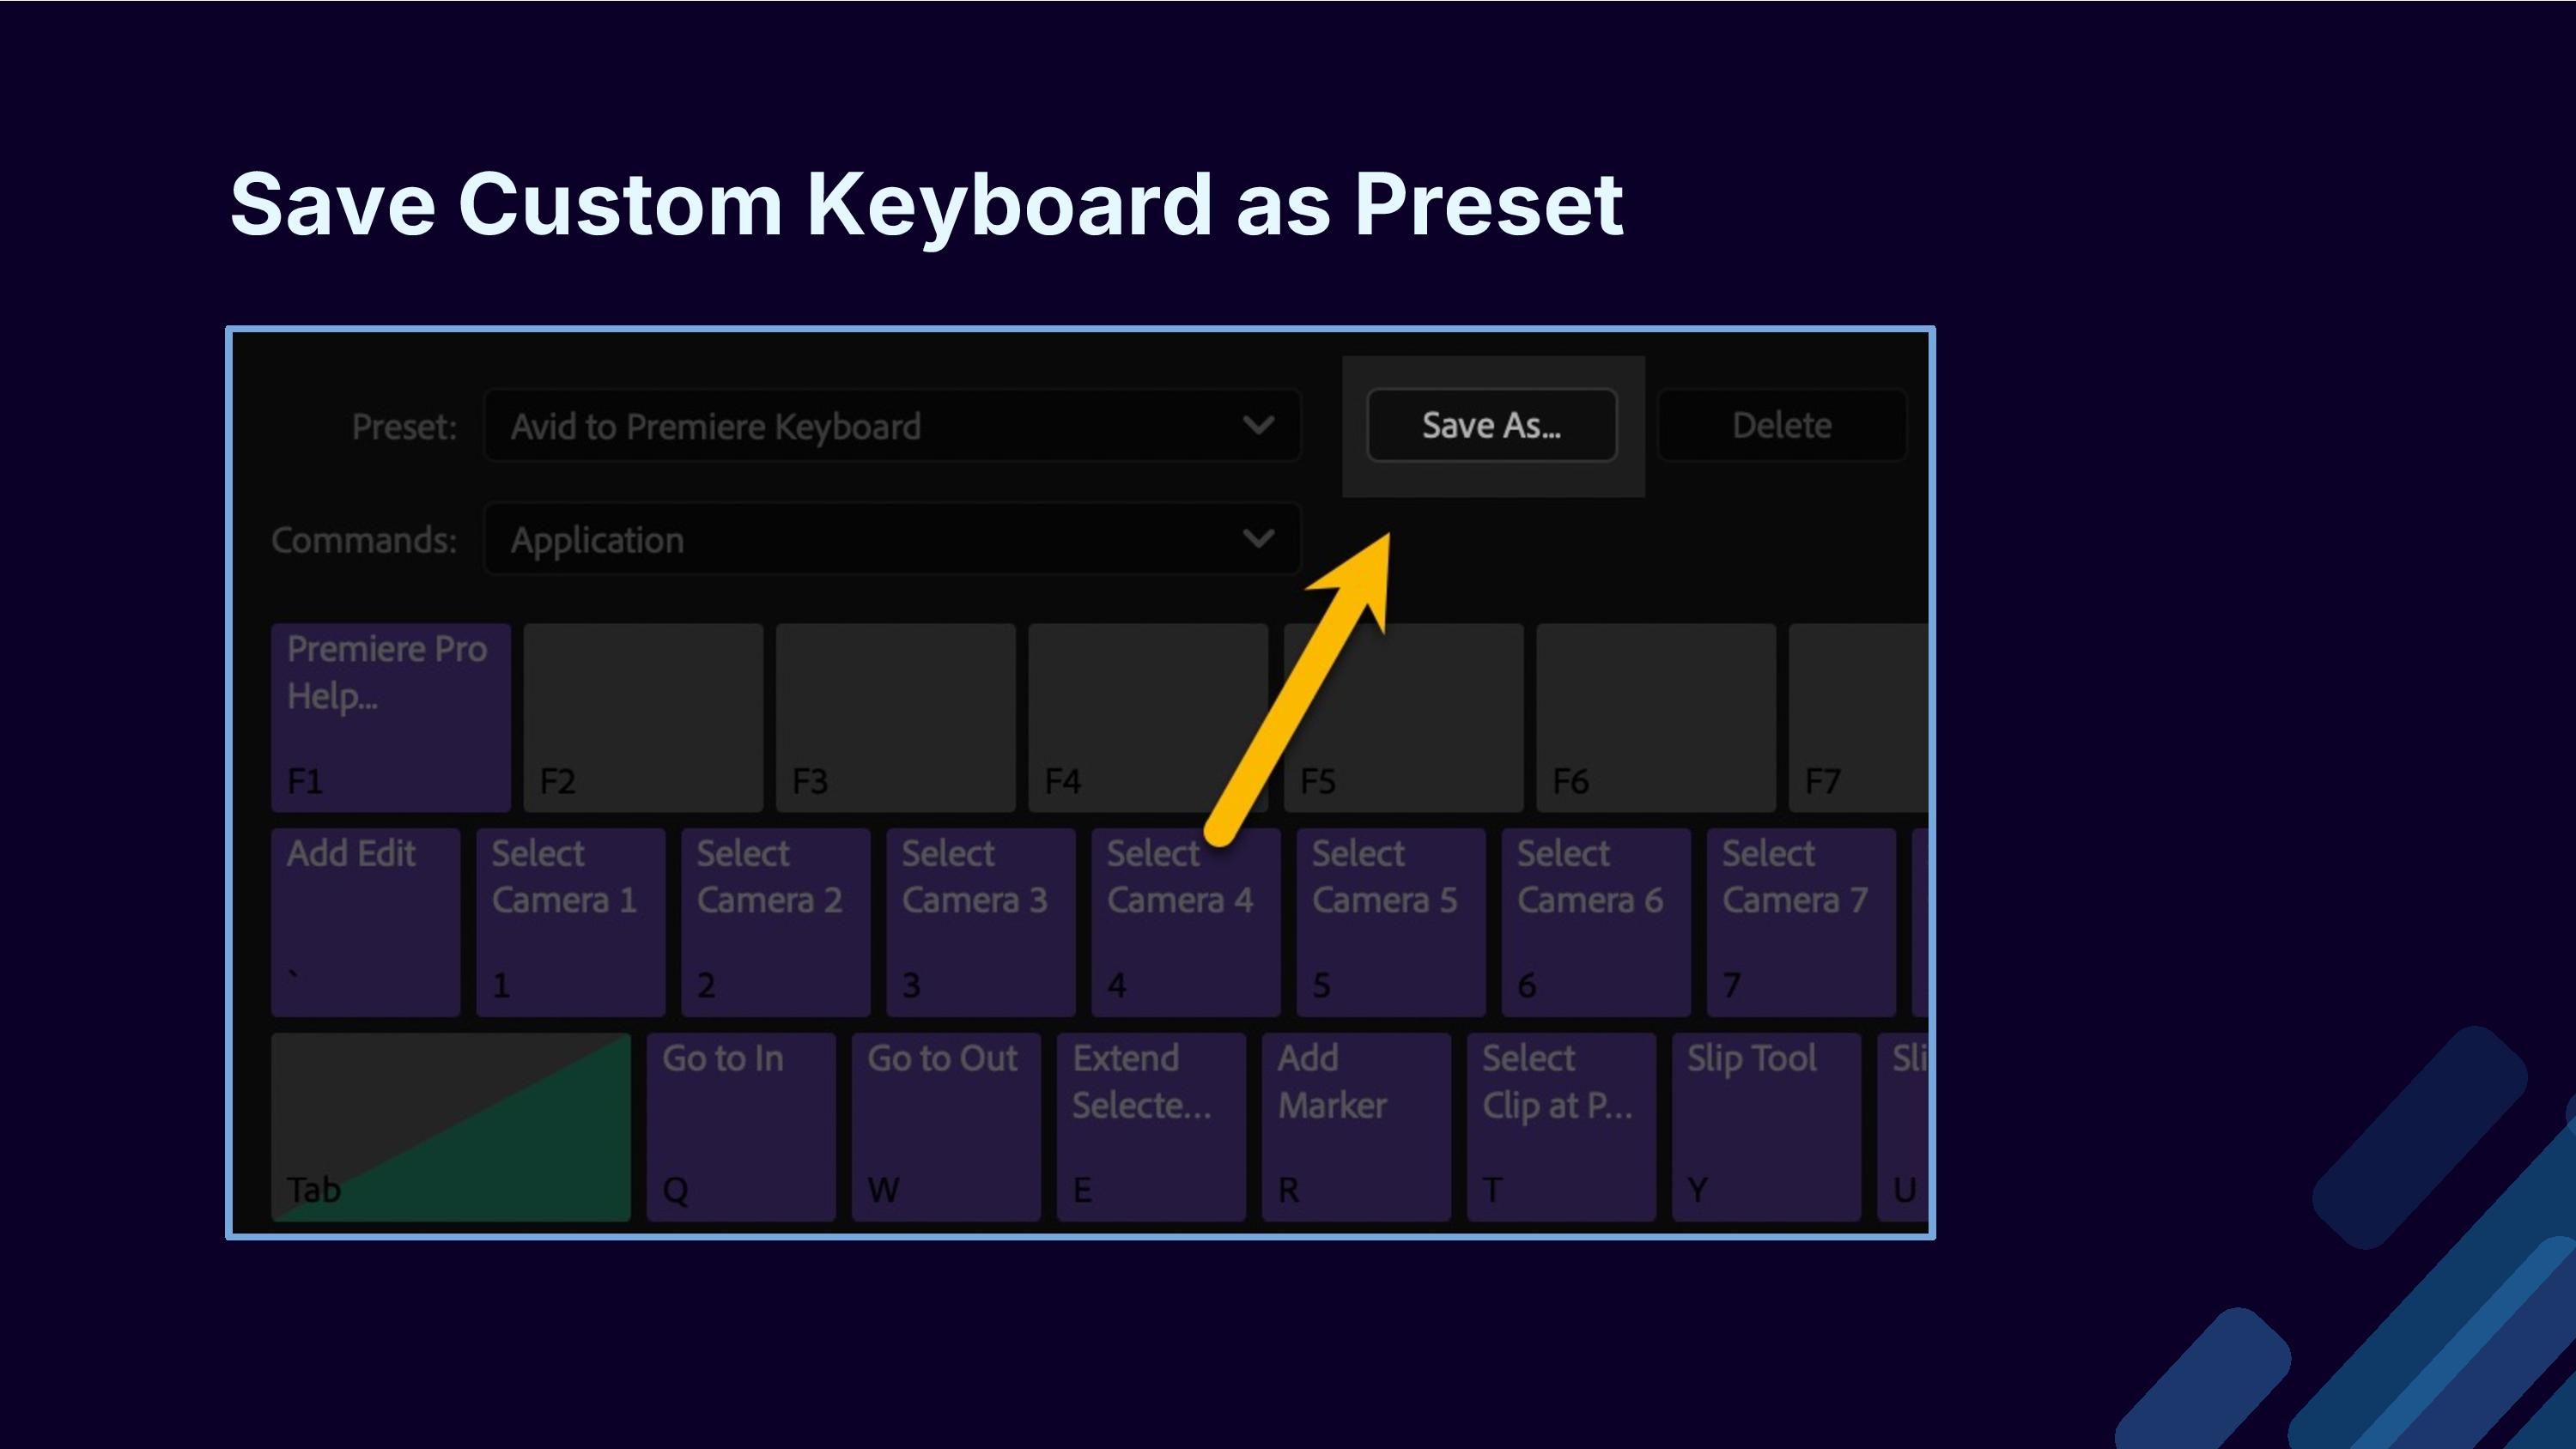 Save Custom Keyboard as Preset
Preset: Avid to Premiere Keyboard Save As... Delete
Commands: Application
Premiere Pro
Help...
F1 F2 F3 F4 F5 F6 F7
Add Edit Select Select Select Select Select Select Select
Camera 1 Camera 2 Camera 3 Camera 4 Camera 5 Camera 6 Camera 7
` 1 2 3 4 5 6 7
Go to In Go to Out Extend Add Select Slip Tool Sli
Selecte... Marker Clip at P...
Tab Q W E R T Y U